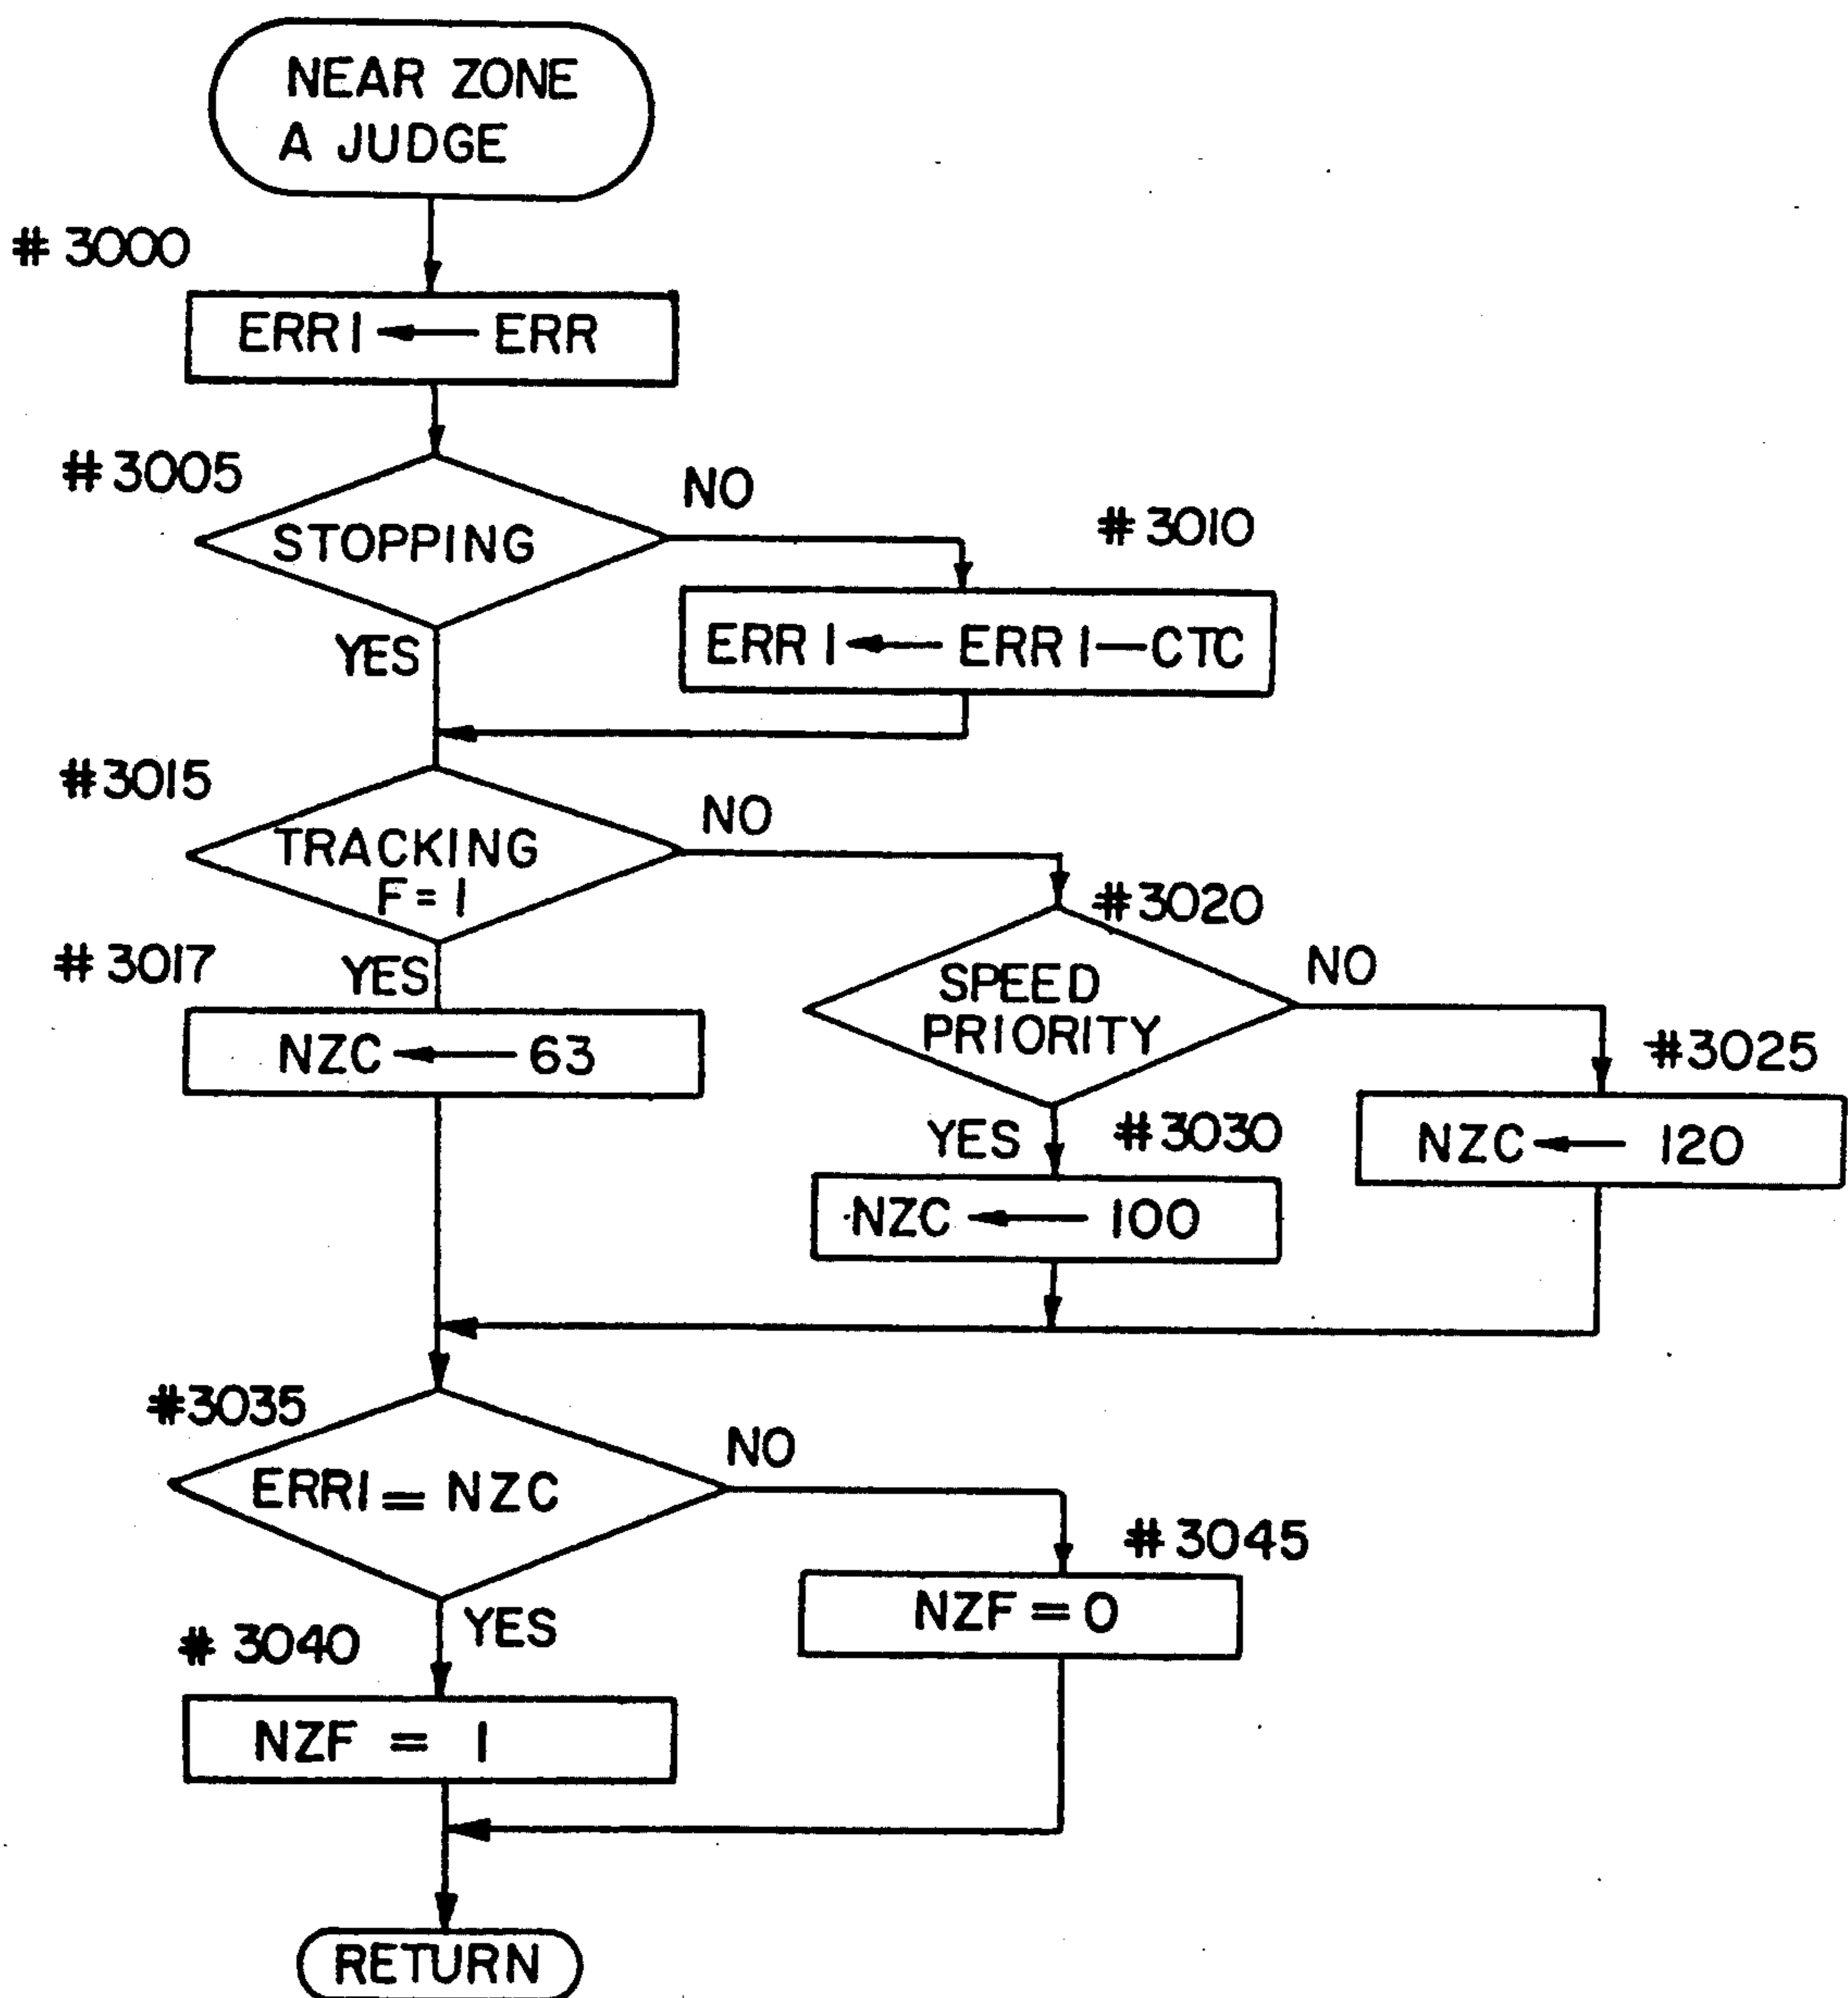 NEAR ZONE
A JUDGE
#3000
ERR1 ← ERR
#3005
STOPPING
NO
YES
#3010
ERR1 ← ERR1—CTC
#3015
TRACKING
F=1
NO
YES
#3017
NZC ← 63
#3020
SPEED
PRIORITY
NO
YES
#3025
NZC ← 120
#3030
NZC ← 100
#3035
ERR1 = NZC
NO
YES
#3045
NZF = 0
#3040
NZF = 1
RETURN